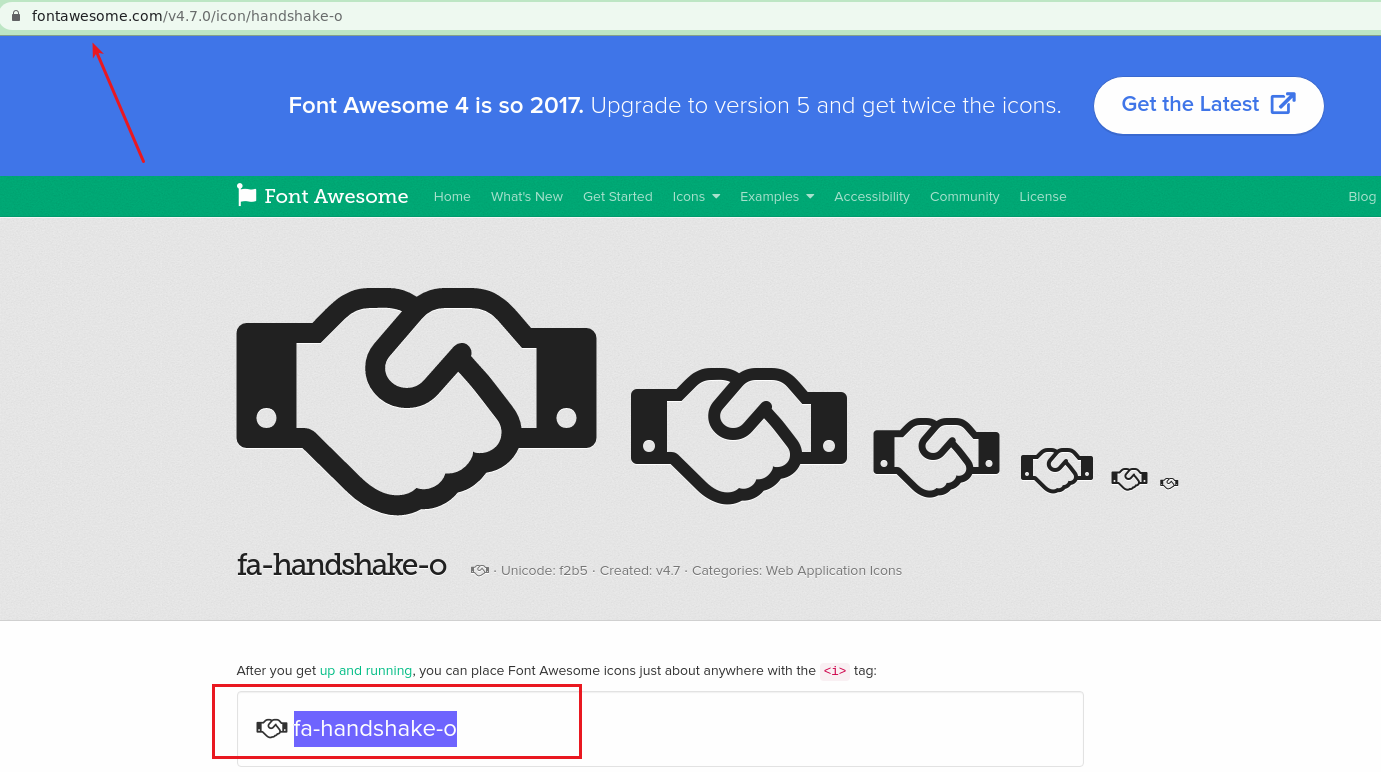 fontawesome.com/v4.7.0/icon/handshake-o
Font Awesome 4 is so 2017. Upgrade to version 5 and get twice the icons.
Get the Latest
Font Awesome Home What's New Get Started Icons Examples Accessibility Community License Blog
fa-handshake-o · Unicode: f2b5 · Created: v4.7 · Categories: Web Application Icons
After you get up and running, you can place Font Awesome icons just about anywhere with the <i> tag:
fa-handshake-o